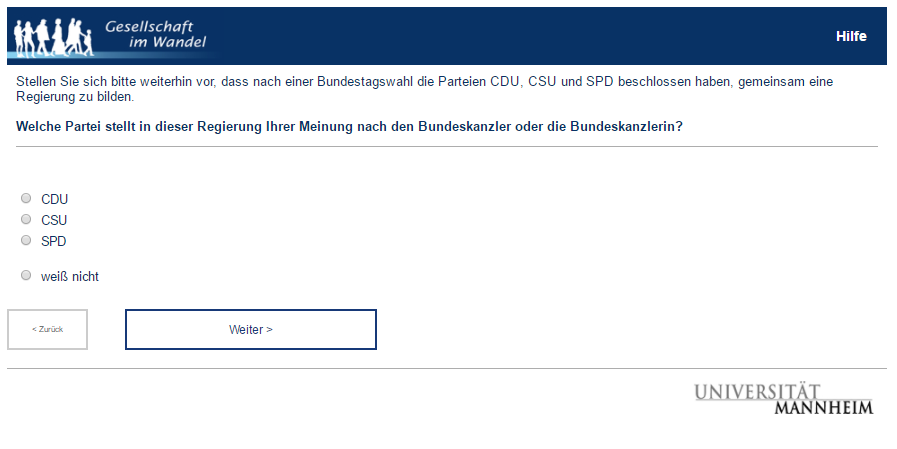 Gesellschaft
im Wandel
Hilfe
Stellen Sie sich bitte weiterhin vor, dass nach einer Bundestagswahl die Parteien CDU, CSU und SPD beschlossen haben, gemeinsam eine
Regierung zu bilden.
Welche Partei stellt in dieser Regierung Ihrer Meinung nach den Bundeskanzler oder die Bundeskanzlerin?
CDU
CSU
SPD
weiß nicht
< Zurück
Weiter >
UNIVERSITÄT
MANNHEIM